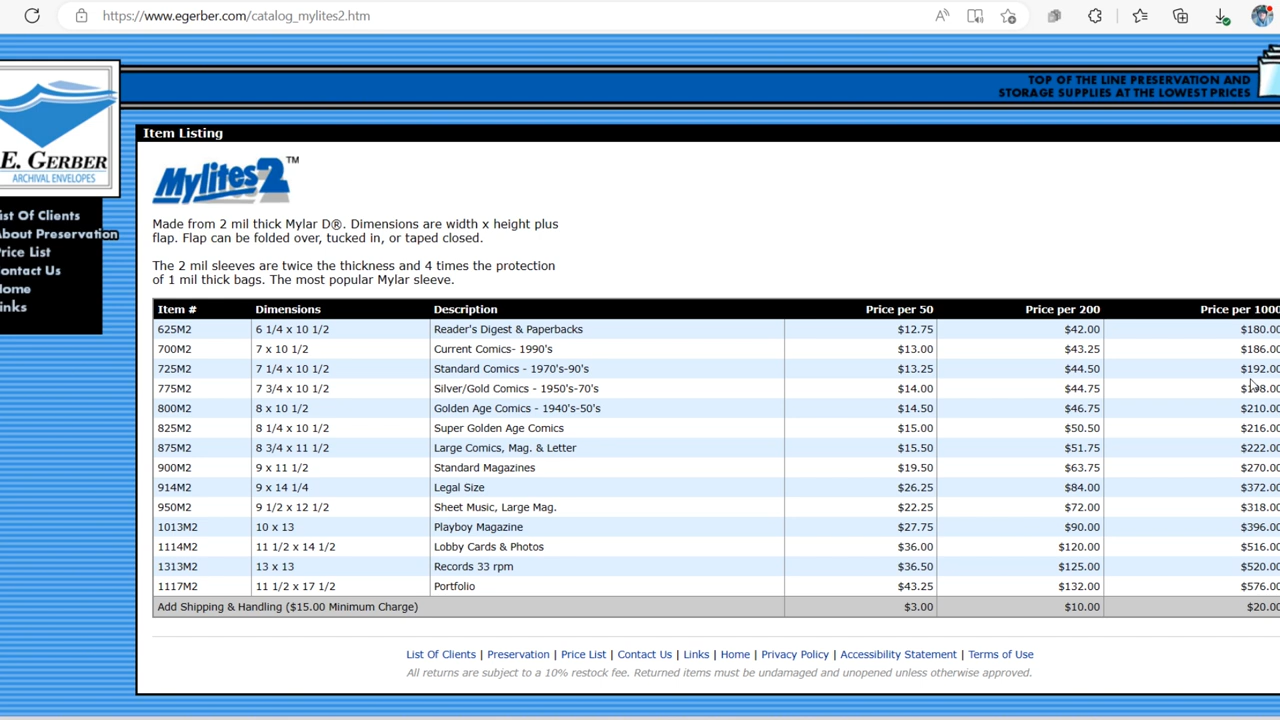 https://www.egerber.com/catalog_mylites2.htm
TOP OF THE LINE PRESERVATION AND
STORAGE SUPPLIES AT THE LOWEST PRICES
E. GERBER
ARCHIVAL ENVELOPES
ist Of Clients
About Preservation
Price List
ontact Us
Home
inks
Item Listing
Mylites2™
Made from 2 mil thick Mylar D®. Dimensions are width x height plus
flap. Flap can be folded over, tucked in, or taped closed.
The 2 mil sleeves are twice the thickness and 4 times the protection
of 1 mil thick bags. The most popular Mylar sleeve.
Item # Dimensions Description Price per 50 Price per 200 Price per 1000
625M2 6 1/4 x 10 1/2 Reader's Digest & Paperbacks $12.75 $42.00 $180.00
700M2 7 x 10 1/2 Current Comics- 1990's $13.00 $43.25 $186.00
725M2 7 1/4 x 10 1/2 Standard Comics - 1970's-90's $13.25 $44.50 $192.00
775M2 7 3/4 x 10 1/2 Silver/Gold Comics - 1950's-70's $14.00 $44.75
800M2 8 x 10 1/2 Golden Age Comics - 1940's-50's $14.50 $46.75 $210.00
825M2 8 1/4 x 10 1/2 Super Golden Age Comics $15.00 $50.50 $216.00
875M2 8 3/4 x 11 1/2 Large Comics, Mag. & Letter $15.50 $51.75 $222.00
900M2 9 x 11 1/2 Standard Magazines $19.50 $63.75 $270.00
914M2 9 x 14 1/4 Legal Size $26.25 $84.00 $372.00
950M2 9 1/2 x 12 1/2 Sheet Music, Large Mag. $22.25 $72.00 $318.00
1013M2 10 x 13 Playboy Magazine $27.75 $90.00 $396.00
1114M2 11 1/2 x 14 1/2 Lobby Cards & Photos $36.00 $120.00 $516.00
1313M2 13 x 13 Records 33 rpm $36.50 $125.00 $520.00
1117M2 11 1/2 x 17 1/2 Portfolio $43.25 $132.00 $576.00
Add Shipping & Handling ($15.00 Minimum Charge) $3.00 $10.00 $20.00
List Of Clients | Preservation | Price List | Contact Us | Links | Home | Privacy Policy | Accessibility Statement | Terms of Use
All returns are subject to a 10% restock fee. Returned items must be undamaged and unopened unless otherwise approved.